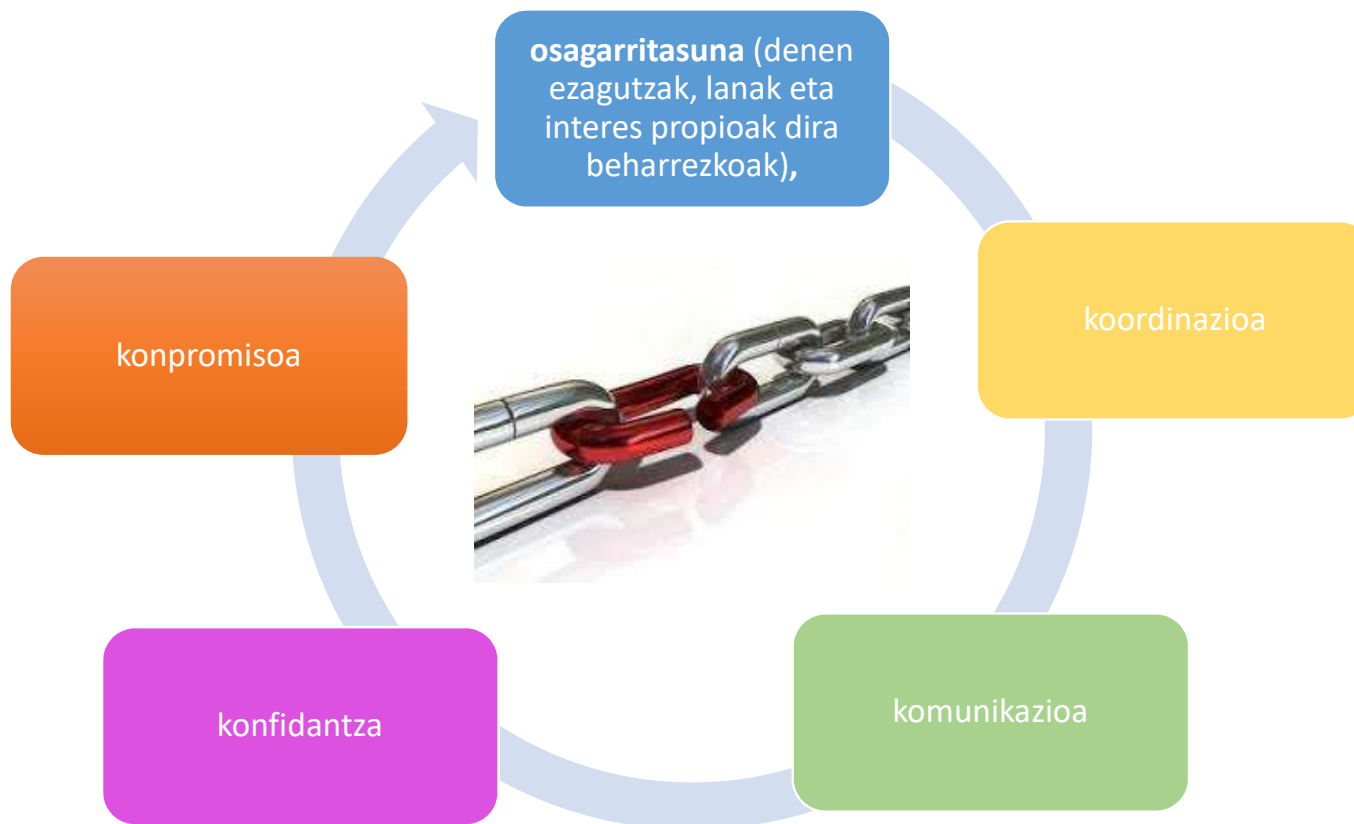 osagarritasuna (denen
ezagutzak, lanak eta
interes propioak dira
beharrezkoak),
koordinazioa
komunikazioa
konfidantza
konpromisoa